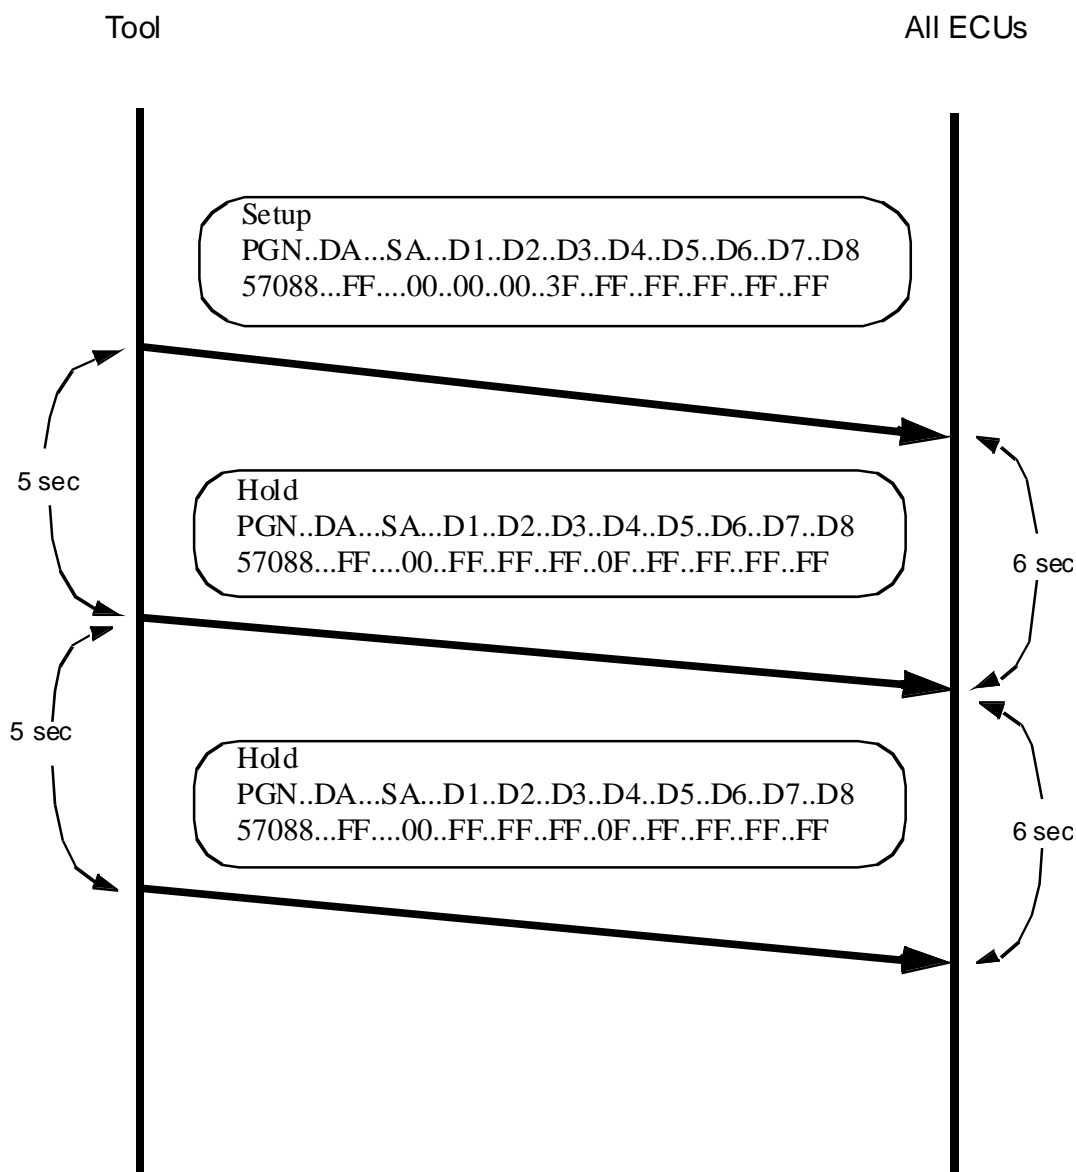 Tool
All ECUs
Setup
PGN..DA...SA...D1..D2..D3..D4..D5..D6..D7..D8
57088...FF....00..00..00..3F..FF..FF..FF..FF..FF
5 sec
Hold
PGN..DA...SA...D1..D2..D3..D4..D5..D6..D7..D8
57088...FF....00..FF..FF..FF..0F..FF..FF..FF..FF
6 sec
5 sec
Hold
PGN..DA...SA...D1..D2..D3..D4..D5..D6..D7..D8
57088...FF....00..FF..FF..FF..0F..FF..FF..FF..FF
6 sec